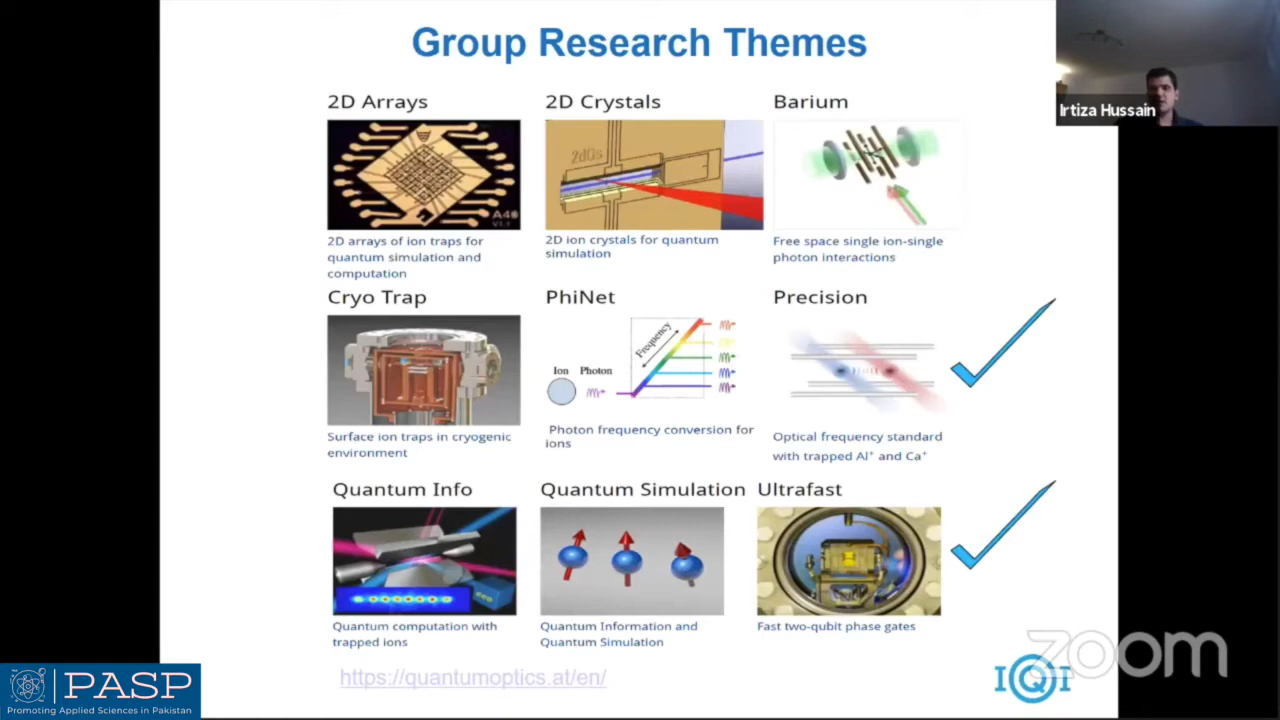 Group Research Themes
Irtiza Hussain
2D Arrays
2D Crystals
Barium
2dQs
A48
2D arrays of ion traps for
quantum simulation and
computation
2D ion crystals for quantum
simulation
Free space single ion-single
photon interactions
Cryo Trap
PhiNet
Precision
Frequency
Ion
Photon
Surface ion traps in cryogenic
environment
Photon frequency conversion for
ions
Optical frequency standard
with trapped Al⁺ and Ca⁺
Quantum Info
Quantum Simulation
Ultrafast
Quantum computation with
trapped ions
Quantum Information and
Quantum Simulation
Fast two-qubit phase gates
https://quantumoptics.at/en/
IQI
zoom
PASP
Promoting Applied Sciences in Pakistan